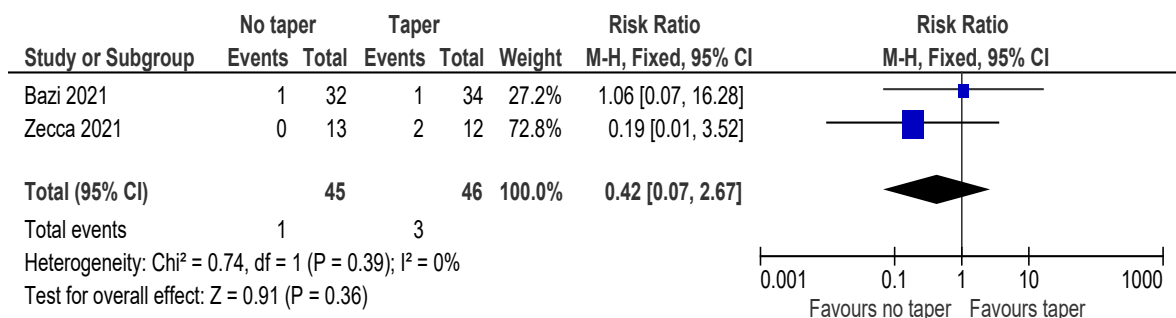 No taper Taper Risk Ratio Risk Ratio
Study or Subgroup Events Total Events Total Weight M-H, Fixed, 95% CI M-H, Fixed, 95% CI
Bazi 2021 1 32 1 34 27.2% 1.06 [0.07, 16.28]
Zecca 2021 0 13 2 12 72.8% 0.19 [0.01, 3.52]
Total (95% CI) 45 46 100.0% 0.42 [0.07, 2.67]
Total events 1 3
Heterogeneity: Chi² = 0.74, df = 1 (P = 0.39); I² = 0%
Test for overall effect: Z = 0.91 (P = 0.36)
0.001 0.1 1 10 1000
Favours no taper Favours taper